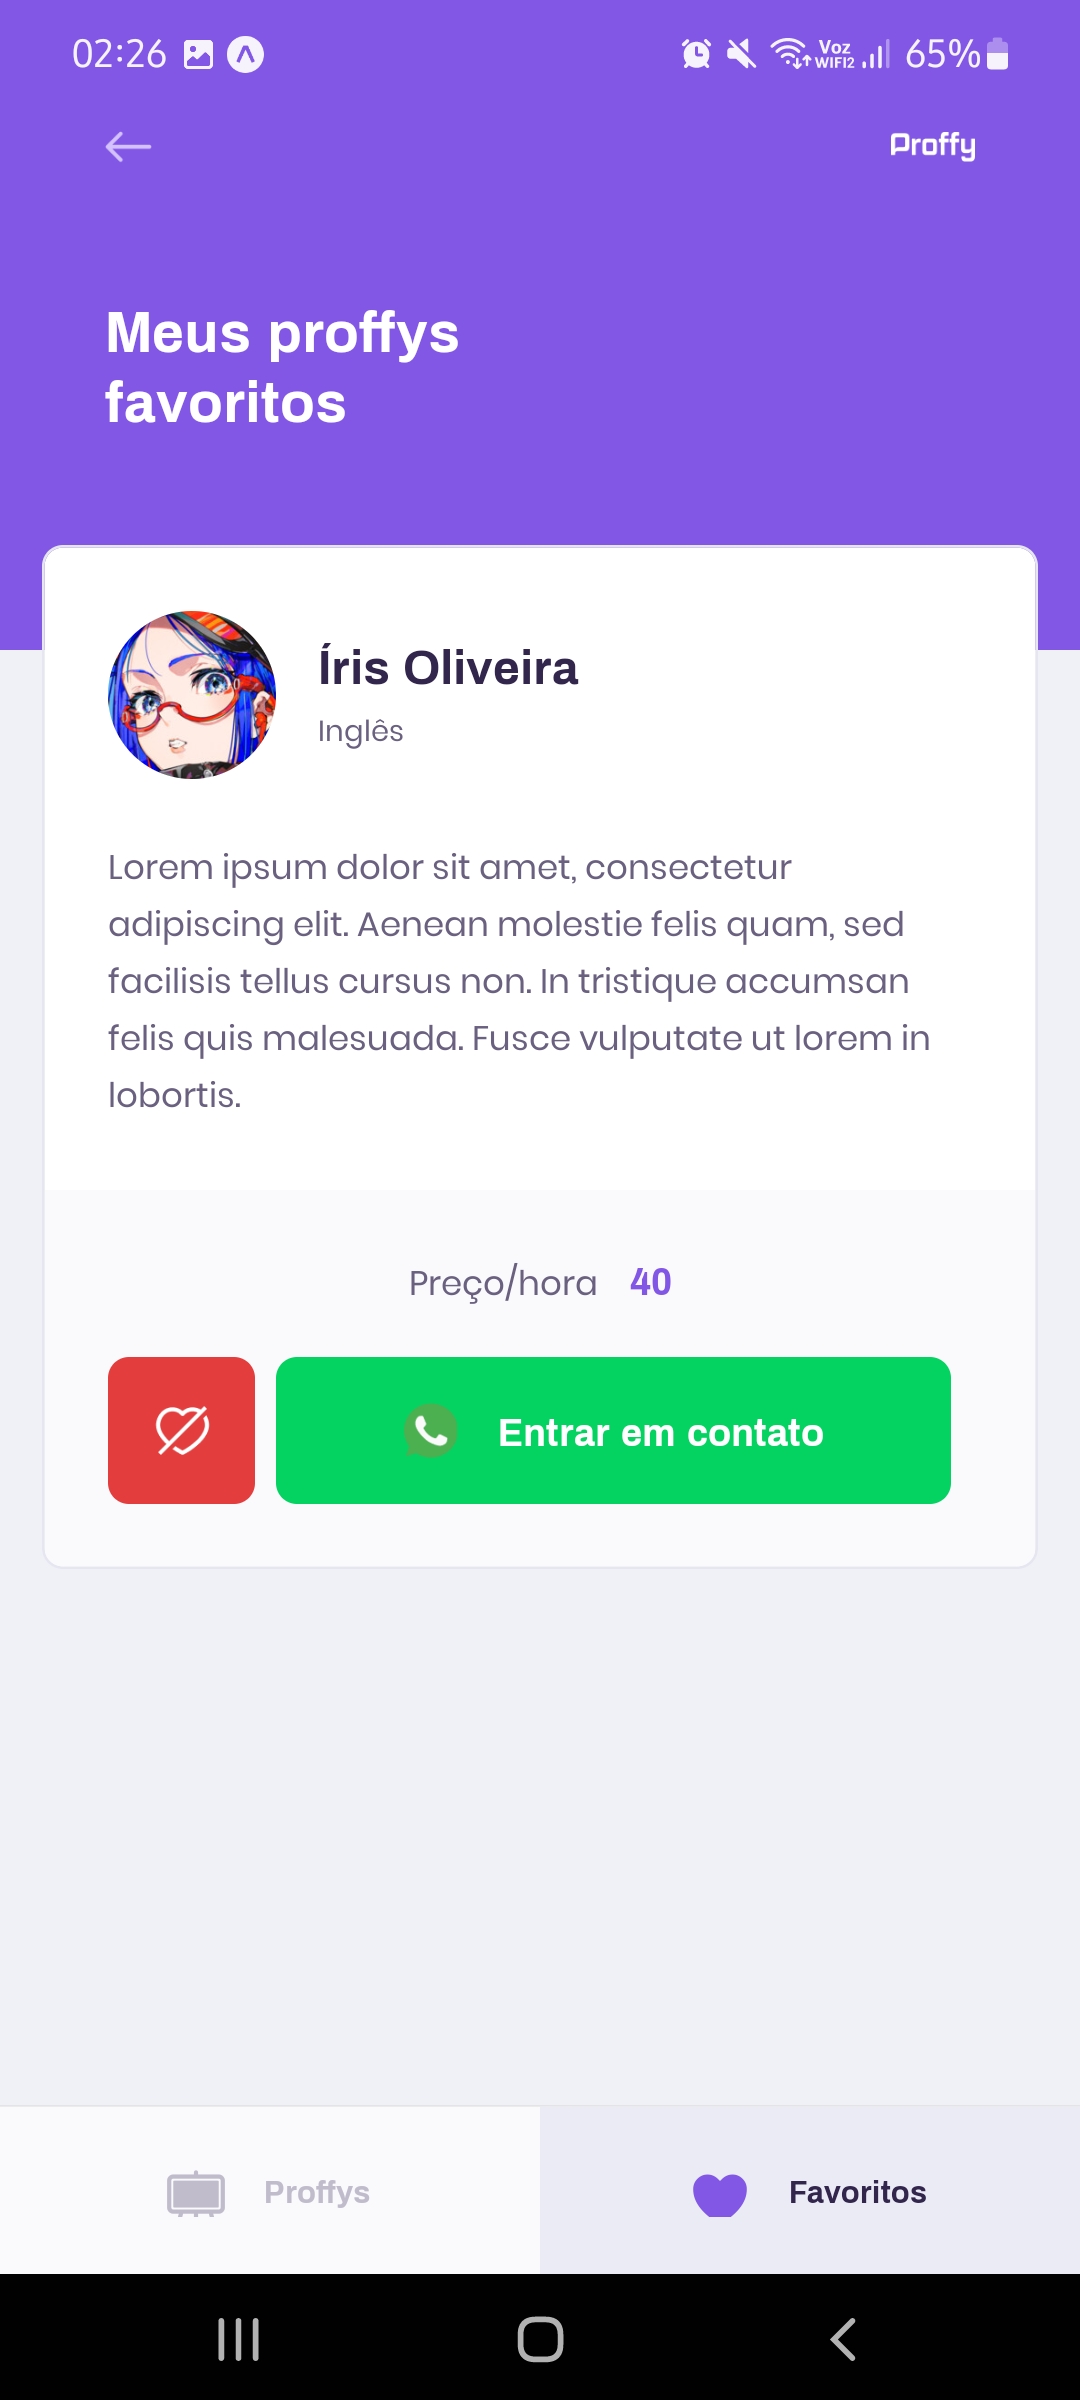 02:26
Voz
WIFI2
65%
Proffy
Meus proffys
favoritos
Íris Oliveira
Inglês
Lorem ipsum dolor sit amet, consectetur
adipiscing elit. Aenean molestie felis quam, sed
facilisis tellus cursus non. In tristique accumsan
felis quis malesuada. Fusce vulputate ut lorem in
lobortis.
Preço/hora 40
Entrar em contato
Proffys
Favoritos